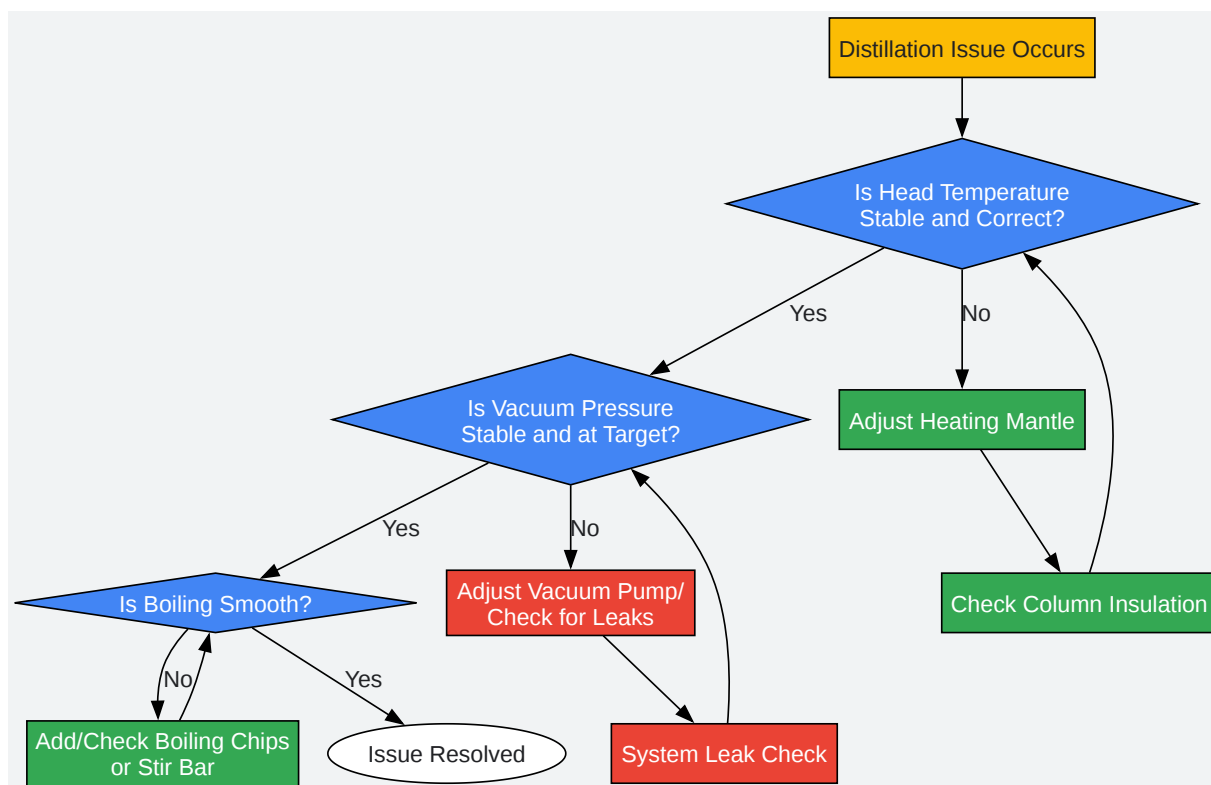 Distillation Issue Occurs
Is Head Temperature
Stable and Correct?
Yes
No
Is Vacuum Pressure
Stable and at Target?
Adjust Heating Mantle
Yes
No
Is Boiling Smooth?
Adjust Vacuum Pump/
Check for Leaks
Check Column Insulation
No
Yes
Add/Check Boiling Chips
or Stir Bar
Issue Resolved
System Leak Check